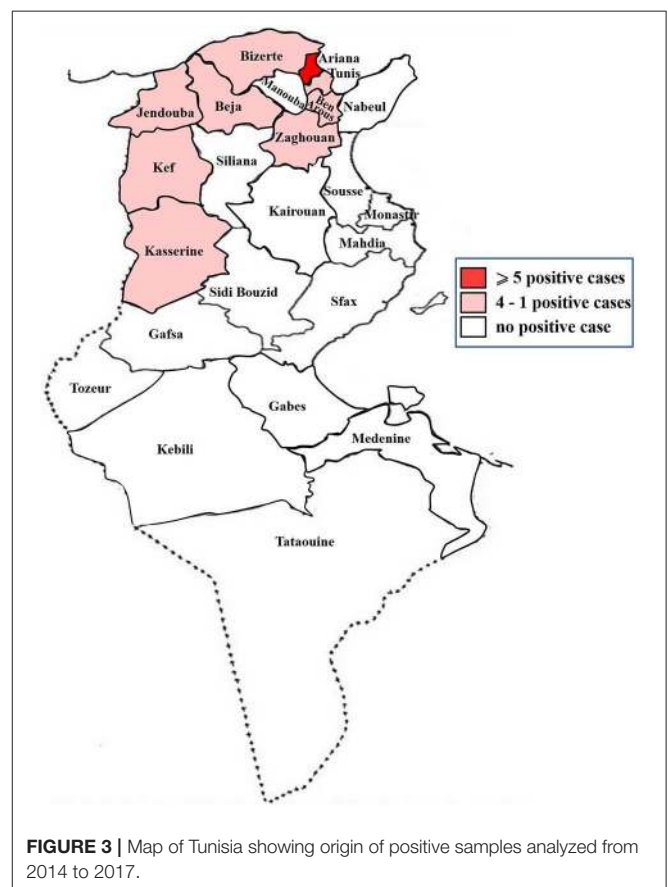 Bizerte
Ariana
Tunis
Manouba
Jendouba
Beja
Ben
Arous
Nabeul
Zaghouan
Kef
Siliana
Sousse
Kairouan
Monastir
Kasserine
Mahdia
Sidi Bouzid
Sfax
Gafsa
⩾ 5 positive cases
4 - 1 positive cases
no positive case
Tozeur
Gabes
Kebili
Medenine
Tataouine
FIGURE 3 | Map of Tunisia showing origin of positive samples analyzed from
2014 to 2017.